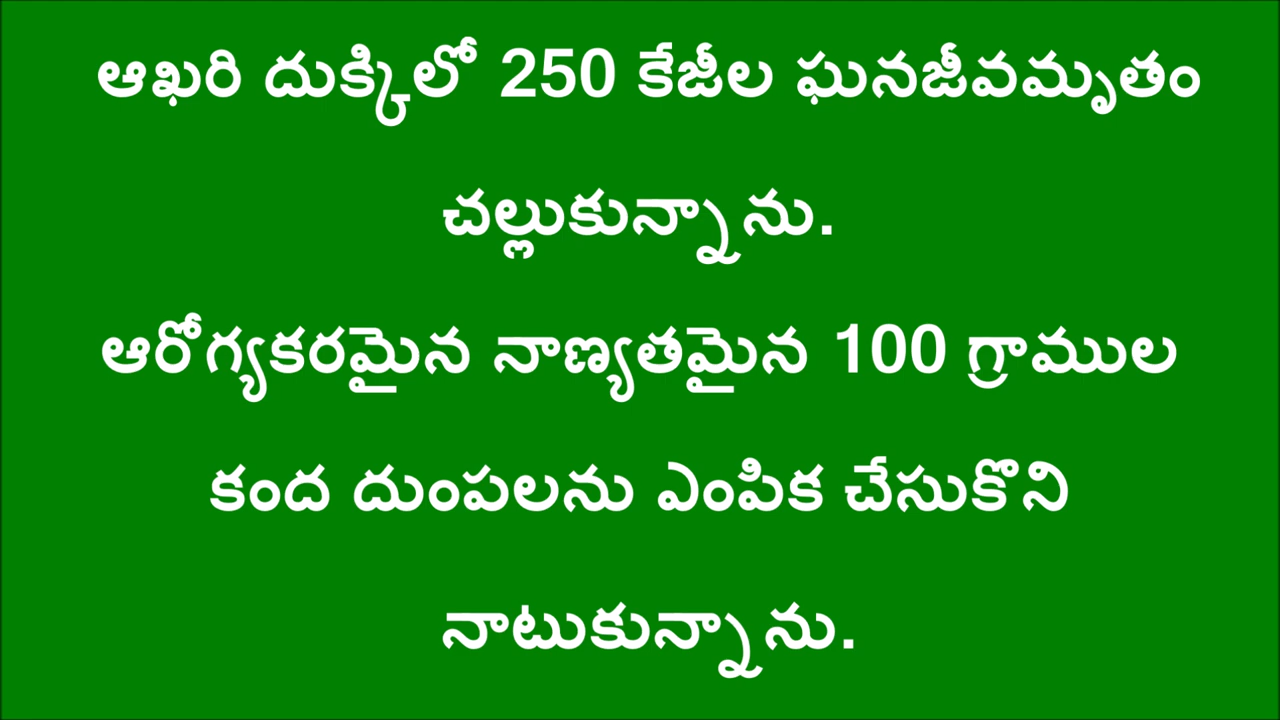 ఆఖరి దుక్కిలో 250 కేజీల ఘనజీవమృతం
చల్లుకున్నాను.
ఆరోగ్యకరమైన నాణ్యతమైన 100 గ్రాముల
కంద దుంపలను ఎంపిక చేసుకొని
నాటుకున్నాను.